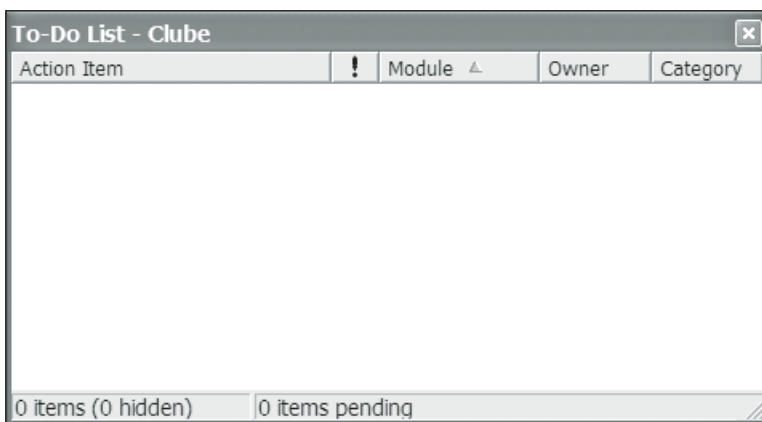 To-Do List - Clube
Action Item ! Module Owner Category
0 items (0 hidden) 0 items pending